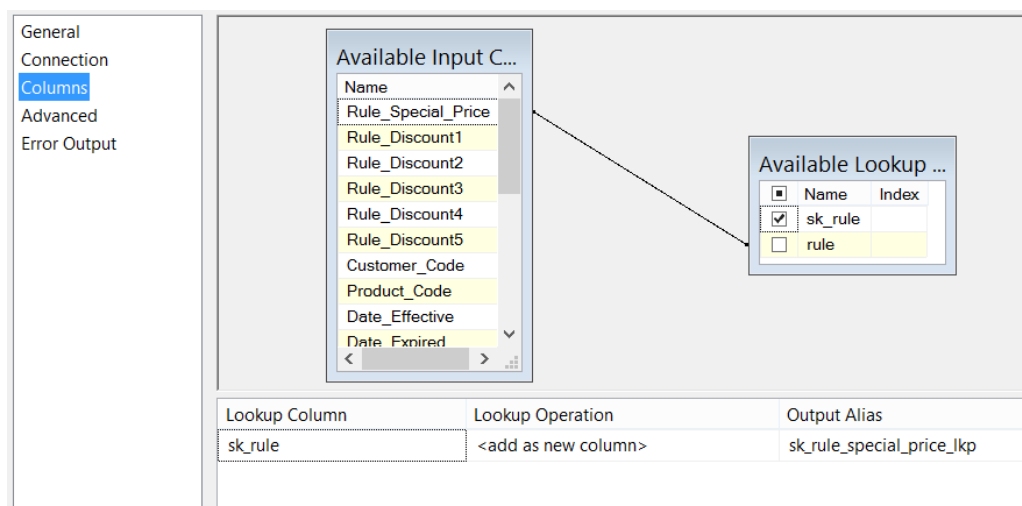 General
Connection
Columns
Advanced
Error Output
Available Input C...
Name
Rule_Special_Price
Rule_Discount1
Rule_Discount2
Rule_Discount3
Rule_Discount4
Rule_Discount5
Customer_Code
Product_Code
Date_Effective
Date_Expired
Available Lookup ...
Name Index
sk_rule
rule
Lookup Column Lookup Operation Output Alias
sk_rule <add as new column> sk_rule_special_price_lkp